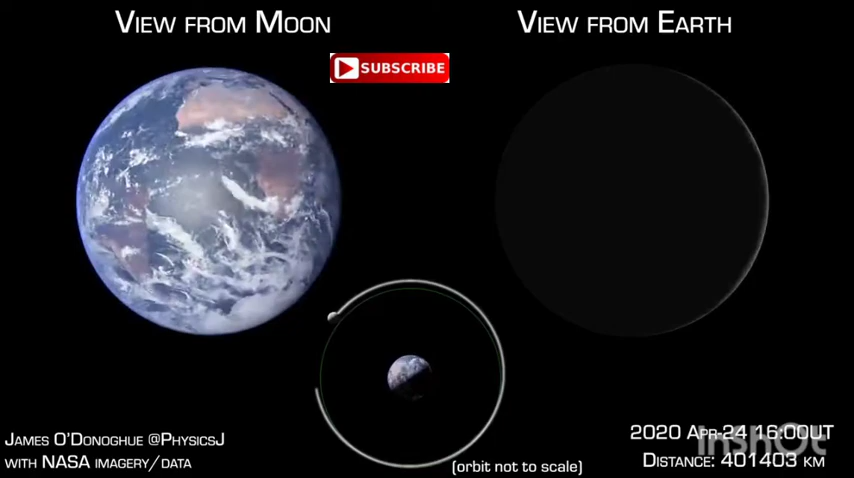 VIEW FROM MOON
VIEW FROM EARTH
SUBSCRIBE
JAMES O'DONOGHUE @PHYSICSJ
WITH NASA IMAGERY/DATA
(ORBIT NOT TO SCALE)
2020 APR-24 16:00UT
DISTANCE: 401403 KM
InShOt